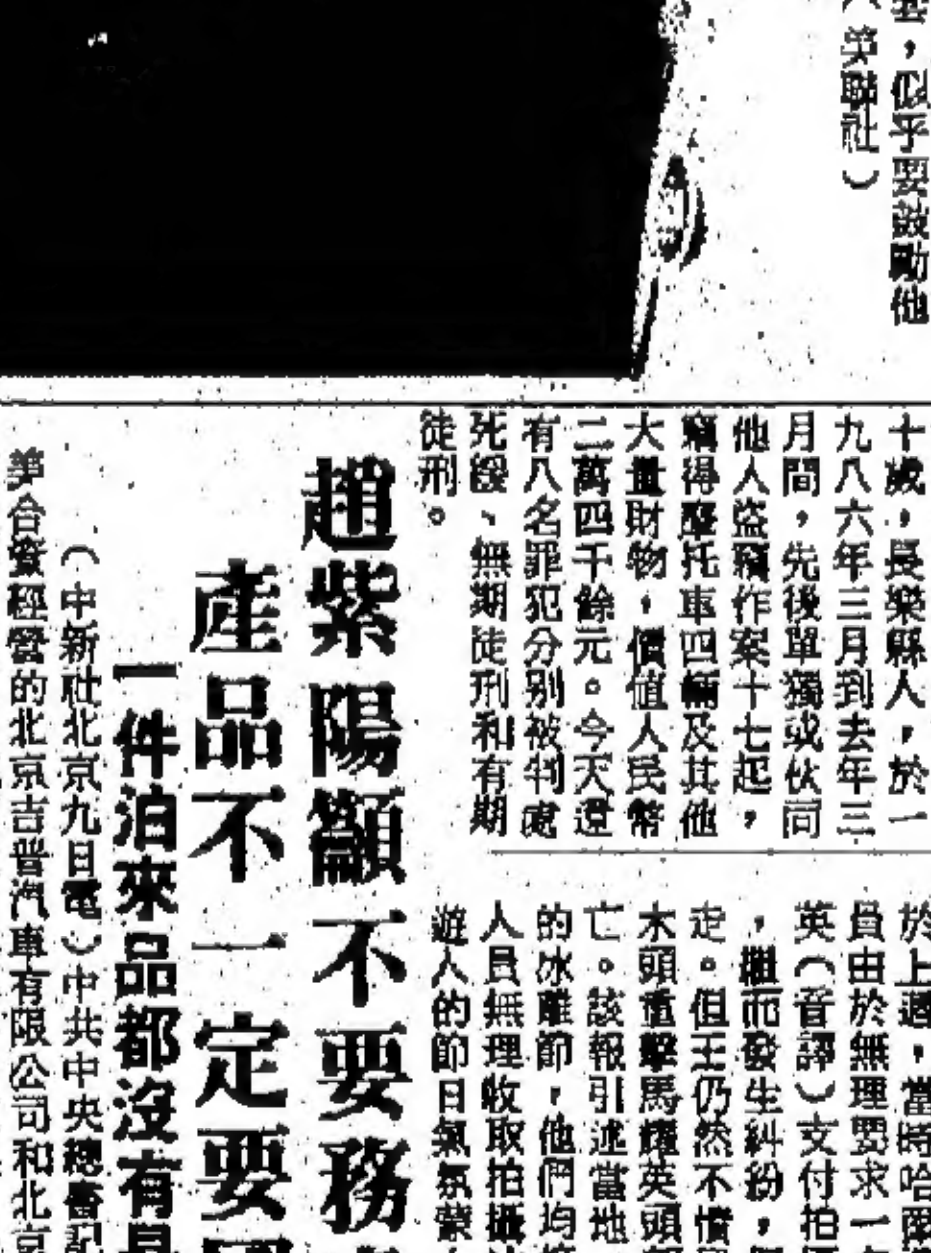 套，似乎要鼓勵他
（美聯社）
十歲，長樂縣人，於一
九八六年三月到去年三
月間，先後單獨或伙同
他人盜竊作案十七起，
竊得摩托車四輛及其他
大量財物，價值人民幣
二萬四千餘元。今天還
有八名罪犯分別被判處
死緩、無期徒刑和有期
徒刑。
於上週，當時哈爾
員由於無理要求一
英（音譯）支付拍
，繼而發生糾紛，
走。但王仍然不憤
木頭重擊馬耀英頭
亡。該報引述當地
的冰雕節，他們均
人員無理收取拍攝
遊人的節日氣氛蒙
趙紫陽籲不要務
產品不一定要國
一件泊來品都沒有
（中新社北京九日電）中共中央總書記
合資經營的北京吉普汽車有限公司和北京